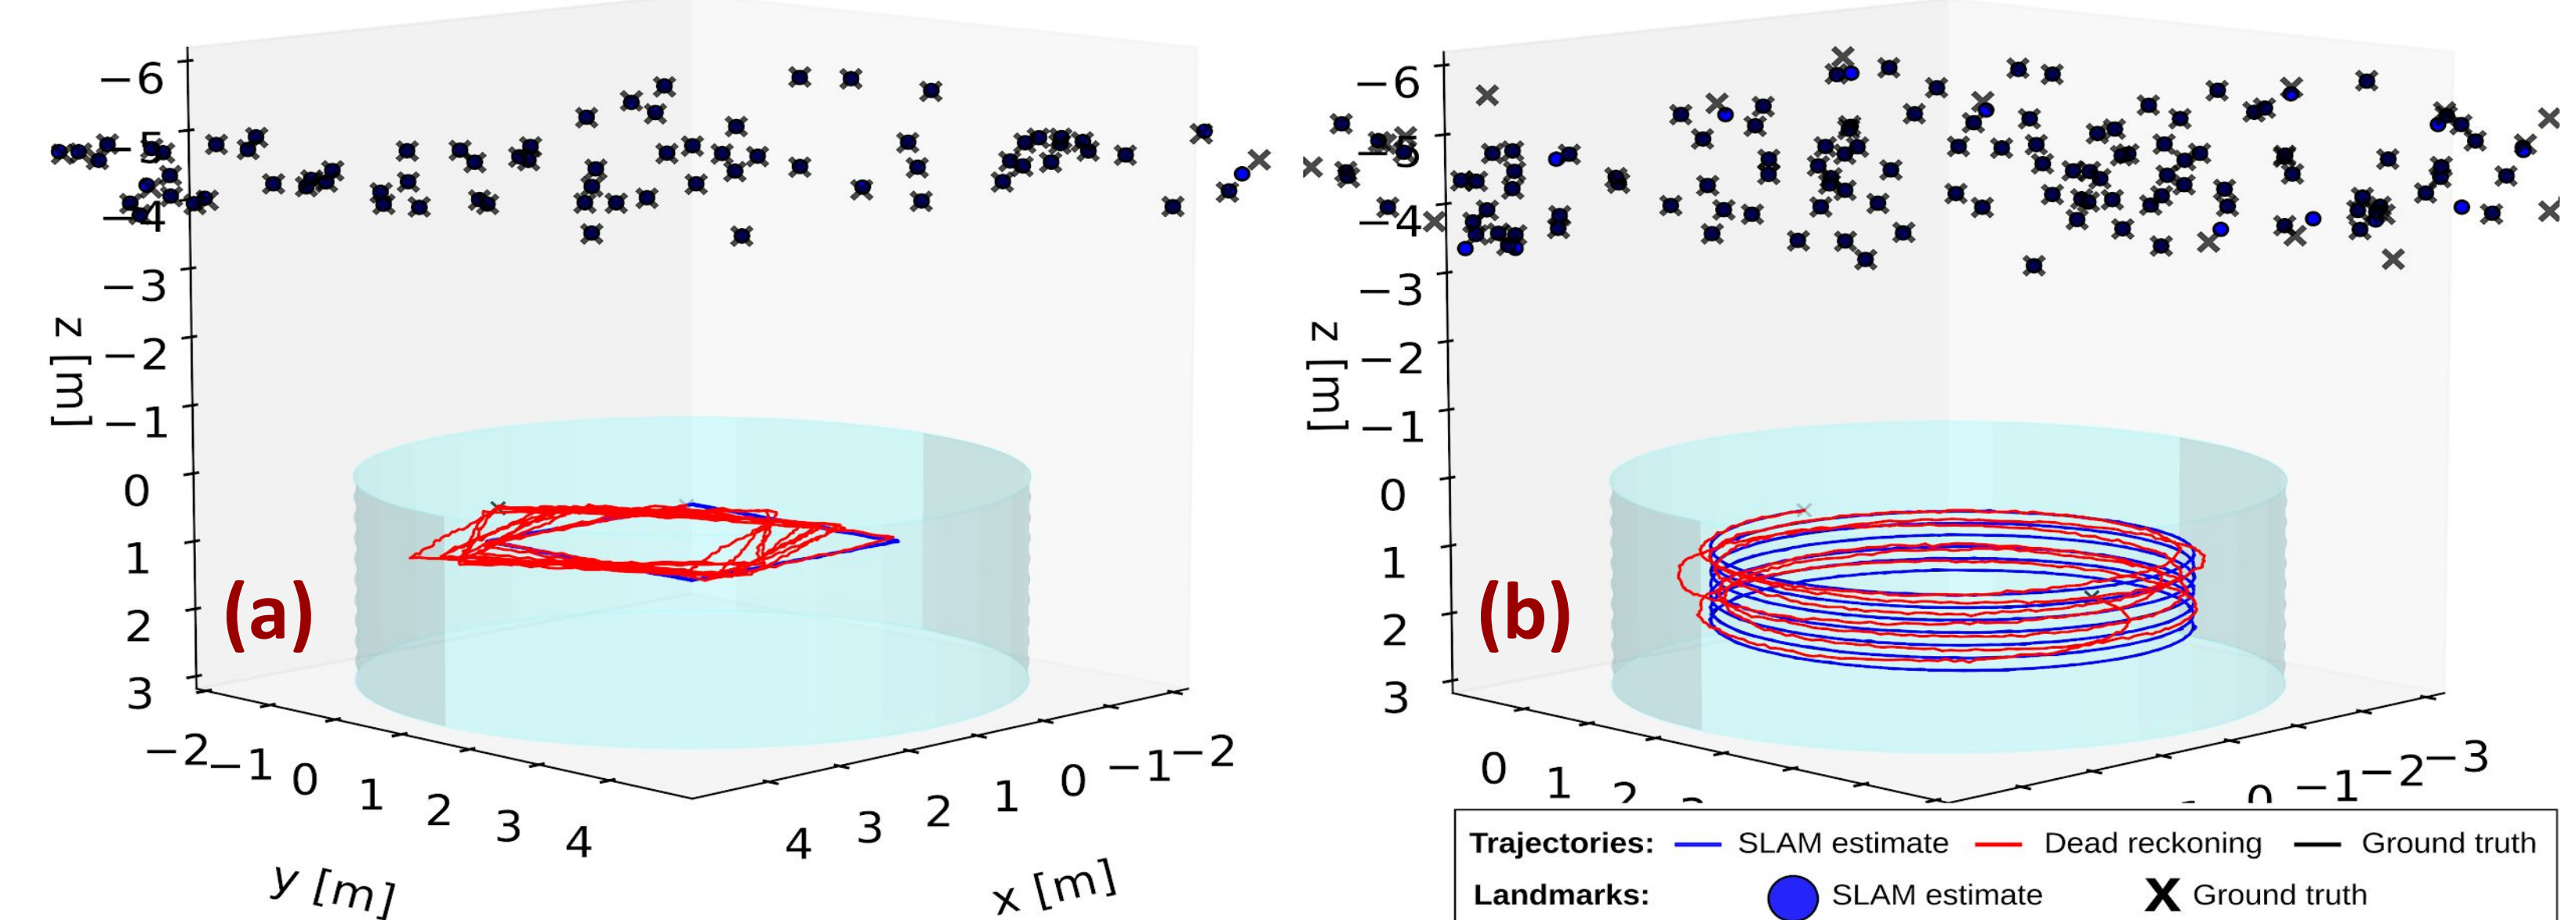 −6
−5
−4
−3
−2
−1
0
1
2
3
z [m]
(a)
−2 −1 0 1 2 3 4
y [m]
4 3 2 1 0 −1 −2
x [m]
−6
−5
−4
−3
−2
−1
0
1
2
3
z [m]
(b)
0 1 2
0 −1 −2 −3
Trajectories: SLAM estimate Dead reckoning Ground truth
Landmarks: SLAM estimate X Ground truth